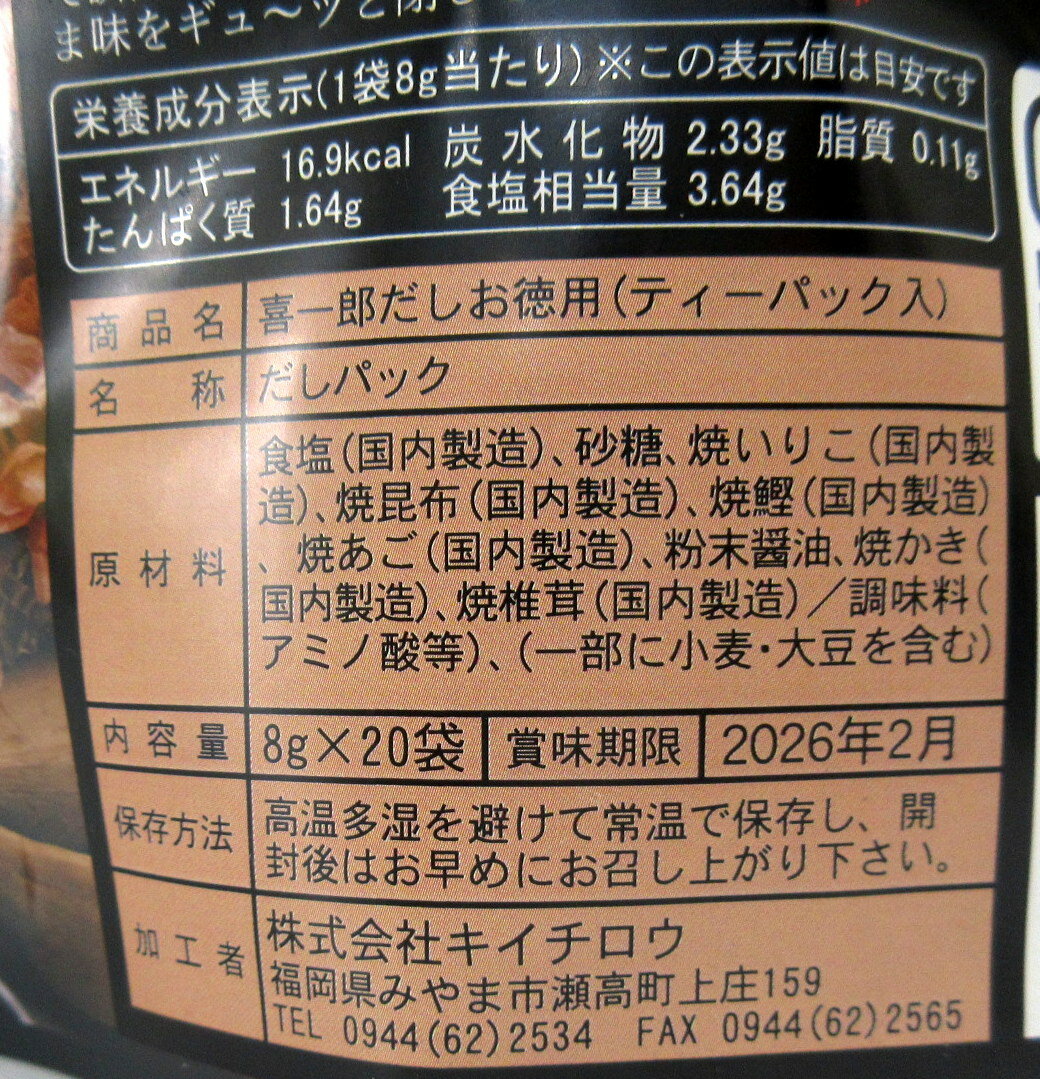 ま味をギュ〜ッと閉じ
栄養成分表示(1袋8g当たり)※この表示値は目安です
エネルギー 16.9kcal 炭水化物 2.33g 脂質 0.11g
たんぱく質 1.64g 食塩相当量 3.64g
商品名 喜一郎だしお徳用(ティーパック入)
名称 だしパック
原材料 食塩(国内製造)、砂糖、焼いりこ(国内製
造)、焼昆布(国内製造)、焼鰹(国内製造)
、焼あご(国内製造)、粉末醤油、焼かき(
国内製造)、焼椎茸(国内製造)/調味料(
アミノ酸等)、(一部に小麦・大豆を含む)
内容量 8g×20袋 賞味期限 2026年2月
保存方法 高温多湿を避けて常温で保存し、開
封後はお早めにお召し上がり下さい。
加工者 株式会社キイチロウ
福岡県みやま市瀬高町上庄159
TEL 0944(62)2534 FAX 0944(62)2565